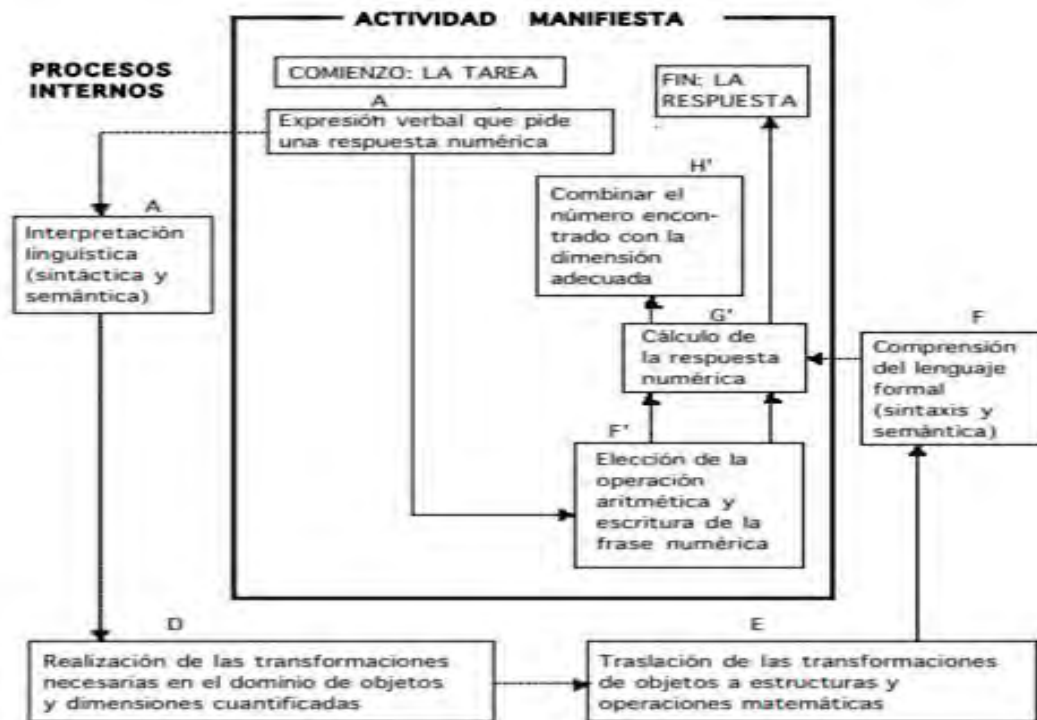 ACTIVIDAD MANIFIESTA
PROCESOS
INTERNOS
COMIENZO: LA TAREA
A'
Expresión verbal que pide
una respuesta numérica
FIN: LA
RESPUESTA
H'
Combinar el
número encon-
trado con la
dimensión
adecuada
A
Interpretación
linguística
(sintáctica y
semântica)
G'
Cálculo de
la respuesta
numérica
F
Comprensión
del lenguaje
formal
(sintaxis y
semântica)
F'
Elección de la
operación
aritmética y
escritura de la
frase numérica
D
Realización de las transformaciones
necesarias en el dominio de objetos
y dimensiones cuantificadas
E
Traslación de las transformaciones
de objetos a estructuras y
operaciones matemáticas